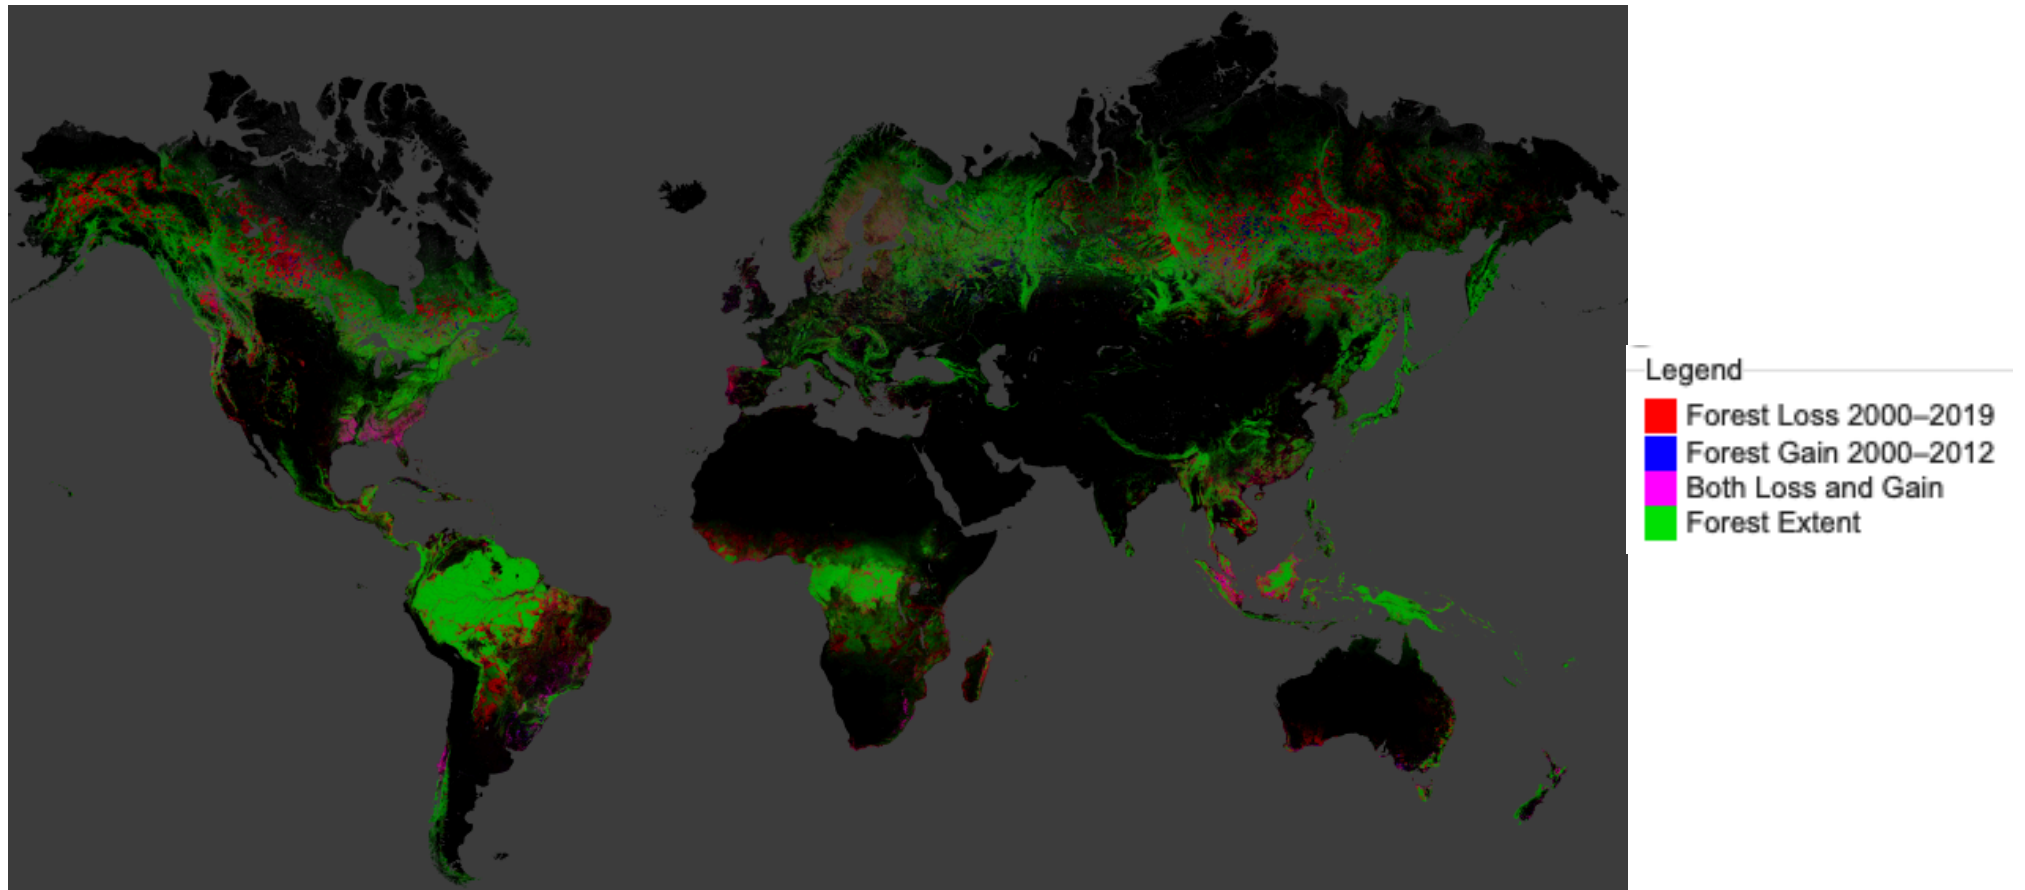 Legend
Forest Loss 2000–2019
Forest Gain 2000–2012
Both Loss and Gain
Forest Extent